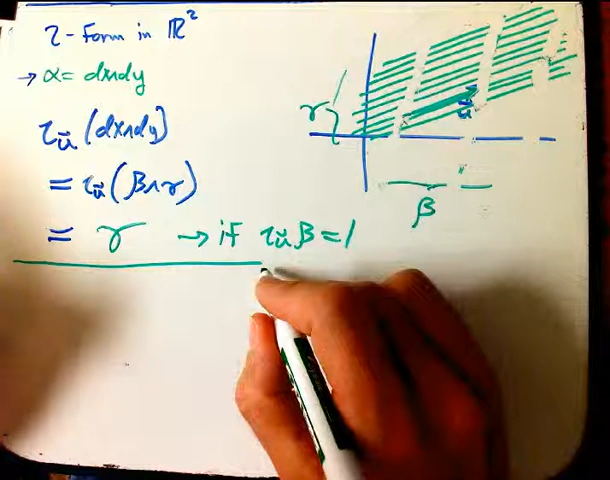 2-Form in ℝ²
→ α = dx∧dy
ι_u⃗ (dx∧dy)
= ι_u⃗ (β∧γ)
= γ → if ι_u⃗ β = 1
γ
u⃗
β